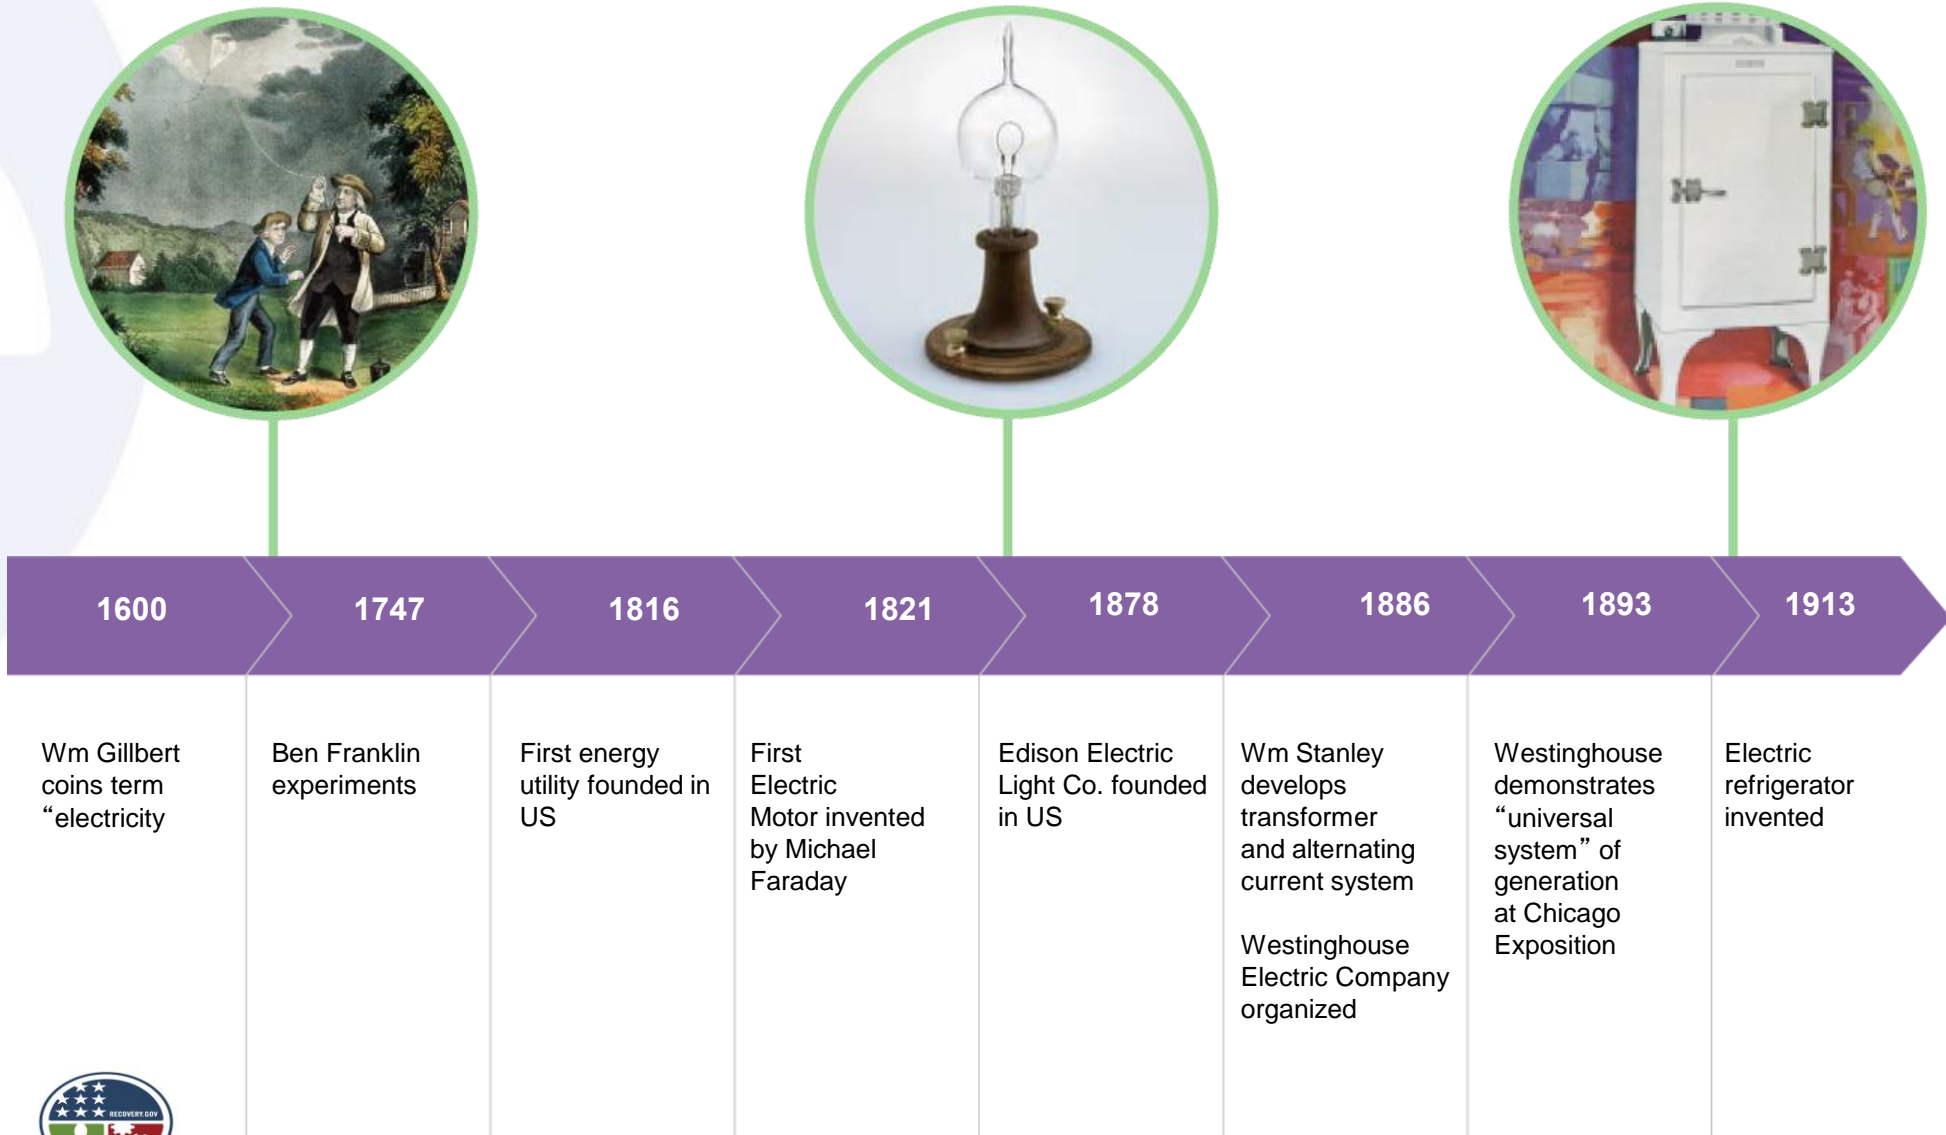 1600
1747
1816
1821
1878
1886
1893
1913
Wm Gillbert
coins term
“electricity
Ben Franklin
experiments
First energy
utility founded in
US
First
Electric
Motor invented
by Michael
Faraday
Edison Electric
Light Co. founded
in US
Wm Stanley
develops
transformer
and alternating
current system
Westinghouse
Electric Company
organized
Westinghouse
demonstrates
“universal
system” of
generation
at Chicago
Exposition
Electric
refrigerator
invented
RECOVERY.GOV